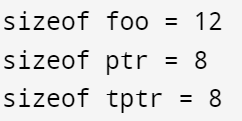 sizeof foo = 12
sizeof ptr = 8
sizeof tptr = 8